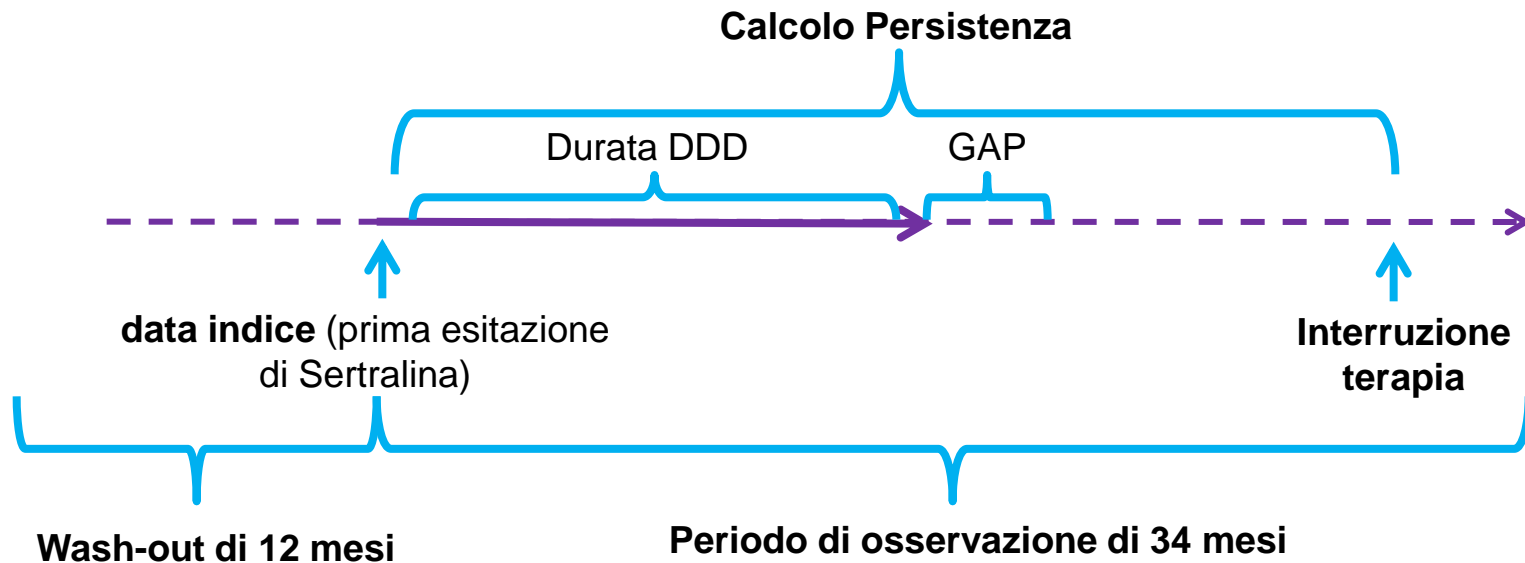 Calcolo Persistenza
Durata DDD
GAP
data indice (prima esitazione
di Sertralina)
Interruzione
terapia
Wash-out di 12 mesi
Periodo di osservazione di 34 mesi